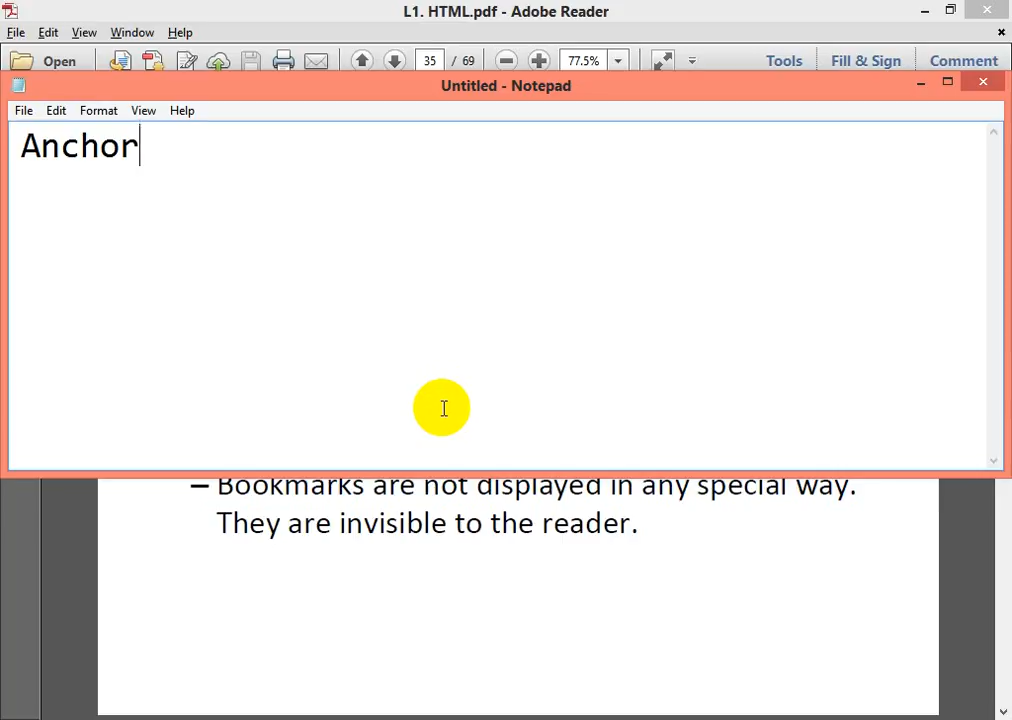 L1. HTML.pdf - Adobe Reader
File Edit View Window Help
Open 35 / 69 77.5% Tools Fill & Sign Comment
Untitled - Notepad
File Edit Format View Help
Anchor
– Bookmarks are not displayed in any special way.
They are invisible to the reader.